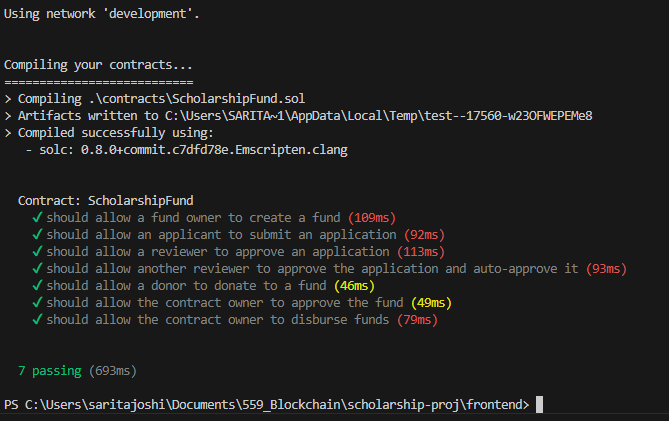 Using network 'development'.
Compiling your contracts...
===========================
> Compiling .\contracts\ScholarshipFund.sol
> Artifacts written to C:\Users\SARITA~1\AppData\Local\Temp\test--17560-w23OFWEPEMe8
> Compiled successfully using:
- solc: 0.8.0+commit.c7dfd78e.Emscripten.clang
Contract: ScholarshipFund
✓ should allow a fund owner to create a fund (109ms)
✓ should allow an applicant to submit an application (92ms)
✓ should allow a reviewer to approve an application (113ms)
✓ should allow another reviewer to approve the application and auto-approve it (93ms)
✓ should allow a donor to donate to a fund (46ms)
✓ should allow the contract owner to approve the fund (49ms)
✓ should allow the contract owner to disburse funds (79ms)
7 passing (693ms)
PS C:\Users\saritajoshi\Documents\559_Blockchain\scholarship-proj\frontend>